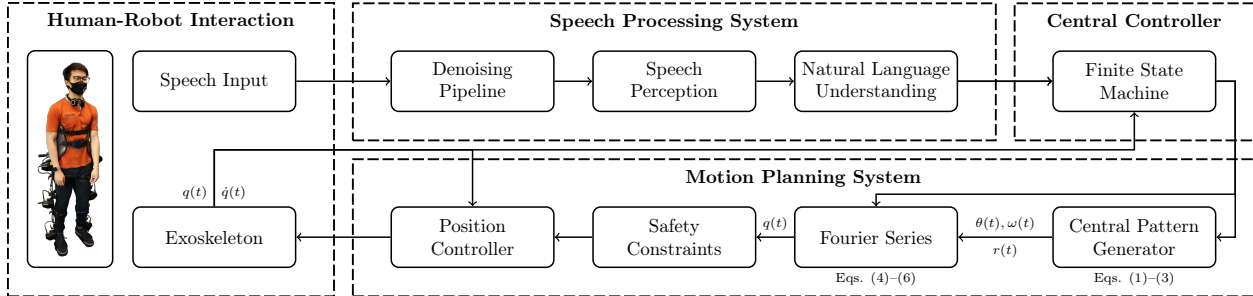 Human-Robot Interaction
Speech Processing System
Central Controller
Speech Input
Denoising
Pipeline
Speech
Perception
Natural Language
Understanding
Finite State
Machine
Motion Planning System
q(t) q̇(t)
Exoskeleton
Position
Controller
Safety
Constraints
q(t)
Fourier Series
Eqs. (4)–(6)
θ(t), ω(t)
r(t)
Central Pattern
Generator
Eqs. (1)–(3)